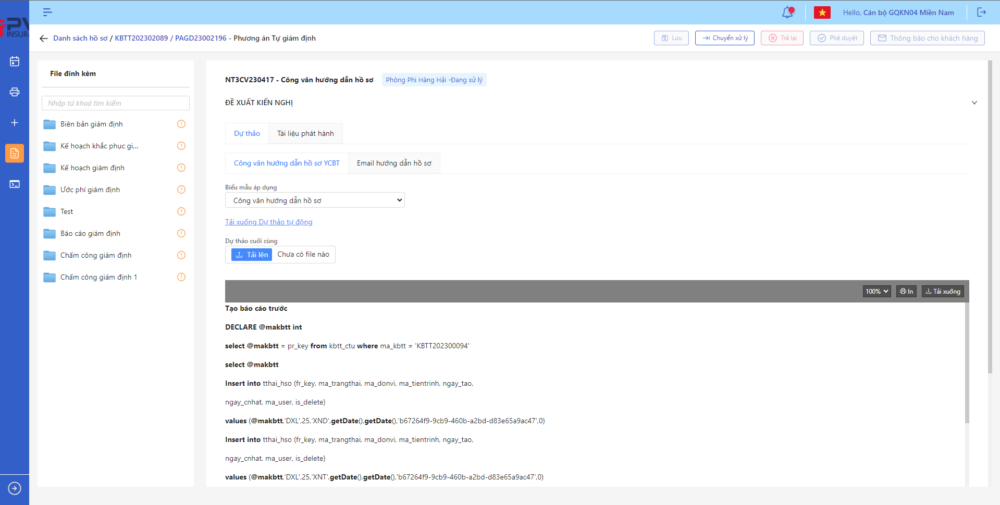 Hello, Cán bộ GQKN04 Miền Nam
INSURA
Danh sách hồ sơ / KBTT202302089 / PAGD23002196 - Phương án Tự giám định
Lưu
Chuyển xử lý
Trả lại
Phê duyệt
Thông báo cho khách hàng
File đính kèm
Nhập từ khoá tìm kiếm
Biên bản giám định
Kế hoạch khắc phục gi...
Kế hoạch giám định
Ước phí giám định
Test
Báo cáo giám định
Chấm công giám định
Chấm công giám định 1
NT3CV230417 - Công văn hướng dẫn hồ sơ
Phòng Phi Hàng Hải -Đang xử lý
ĐỀ XUẤT KIẾN NGHỊ
Dự thảo
Tài liệu phát hành
Công văn hướng dẫn hồ sơ YCBT
Email hướng dẫn hồ sơ
Biểu mẫu áp dụng
Công văn hướng dẫn hồ sơ
Tải xuống Dự thảo tự động
Dự thảo cuối cùng
Tải lên
Chưa có file nào
100%
In
Tải xuống
Tạo báo cáo trước
DECLARE @makbtt int
select @makbtt = pr_key from kbtt_ctu where ma_kbtt = 'KBTT202300094'
select @makbtt
Insert into tthai_hso (fr_key, ma_trangthai, ma_donvi, ma_tientrinh, ngay_tao,
ngay_cnhat, ma_user, is_delete)
values (@makbtt,'DXL',25,'XND',getDate(),getDate(),'b67264f9-9cb9-460b-a2bd-d83e65a9ac47',0)
Insert into tthai_hso (fr_key, ma_trangthai, ma_donvi, ma_tientrinh, ngay_tao,
ngay_cnhat, ma_user, is_delete)
values (@makbtt,'DXL',25,'XNT',getDate(),getDate(),'b67264f9-9cb9-460b-a2bd-d83e65a9ac47',0)